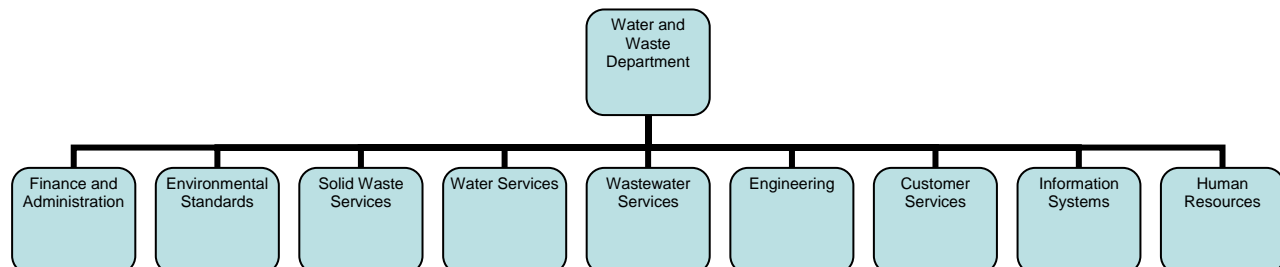 Water and
Waste
Department
Finance and
Administration
Environmental
Standards
Solid Waste
Services
Water Services
Wastewater
Services
Engineering
Customer
Services
Information
Systems
Human
Resources